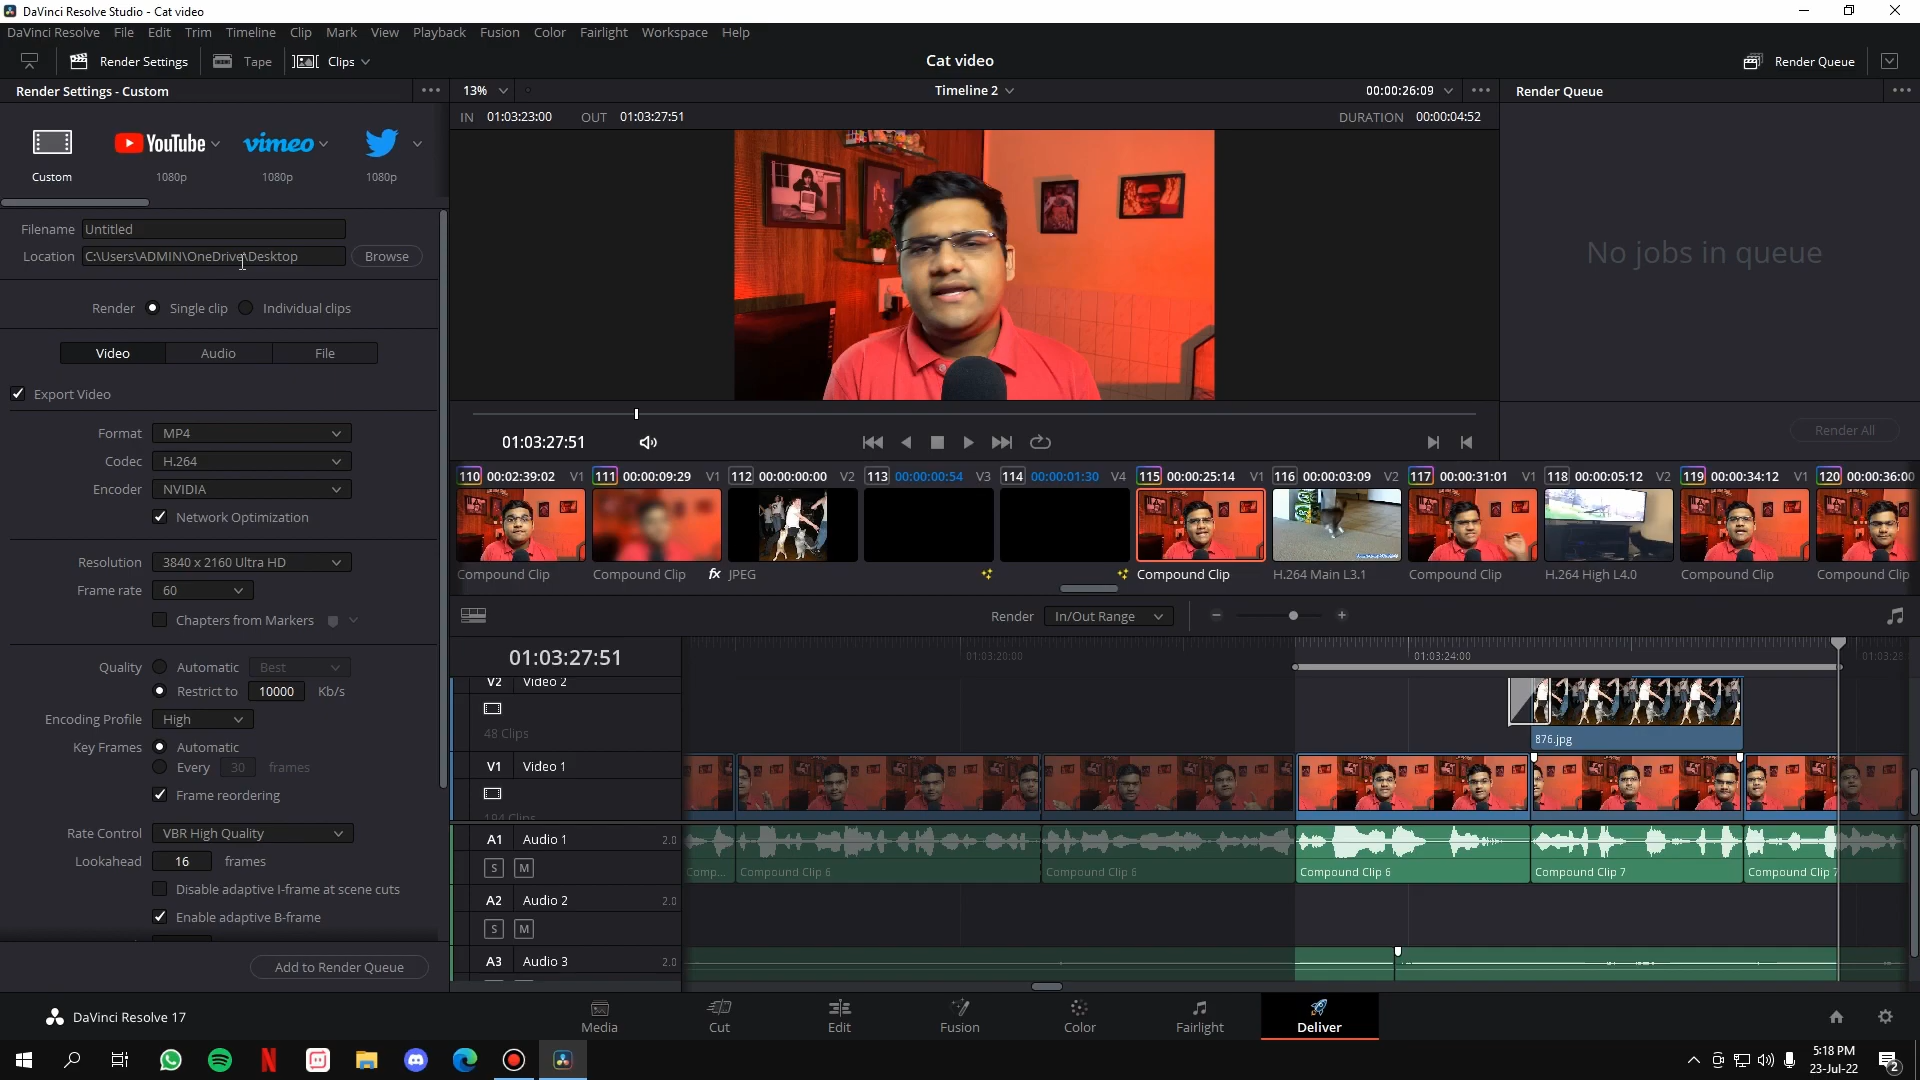 DaVinci Resolve Studio - Cat video
DaVinci Resolve File Edit Trim Timeline Clip Mark View Playback Fusion Color Fairlight Workspace Help
Render Settings Tape Clips Cat video Render Queue
Render Settings - Custom 13% Timeline 2 00:00:26:09 Render Queue
IN 01:03:23:00 OUT 01:03:27:51 DURATION 00:00:04:52
YouTube vimeo
Custom 1080p 1080p 1080p
Filename Untitled
Location C:\Users\ADMIN\OneDrive\Desktop Browse
No jobs in queue
Render Single clip Individual clips
Video Audio File
Export Video
Format MP4
Render All
01:03:27:51
Codec H.264
110 00:02:39:02 V1 111 00:00:09:29 V1 112 00:00:00:00 V2 113 00:00:00:54 V3 114 00:00:01:30 V4 115 00:00:25:14 V1 116 00:00:03:09 V2 117 00:00:31:01 V1 118 00:00:05:12 V2 119 00:00:34:12 V1 120 00:00:36:00
Encoder NVIDIA
Network Optimization
Resolution 3840 x 2160 Ultra HD
Compound Clip Compound Clip fx JPEG Compound Clip H.264 Main L3.1 Compound Clip H.264 High L4.0 Compound Clip Compound Clip
Frame rate 60
Chapters from Markers
Render In/Out Range
01:03:27:51 01:03:20:00 01:03:24:00 01:03:28
Quality Automatic Best
Restrict to 10000 Kb/s
V2 Video 2
48 Clips
Encoding Profile High
876.jpg
Key Frames Automatic
Every 30 frames
V1 Video 1
Frame reordering
194 Clips
Rate Control VBR High Quality
A1 Audio 1 2.0
Lookahead 16 frames
S M Comp... Compound Clip 6 Compound Clip 6 Compound Clip 6 Compound Clip 7 Compound Clip 7
Disable adaptive I-frame at scene cuts
A2 Audio 2 2.0
Enable adaptive B-frame
S M
A3 Audio 3 2.0
Add to Render Queue
DaVinci Resolve 17 Media Cut Edit Fusion Color Fairlight Deliver
5:18 PM
23-Jul-22
2